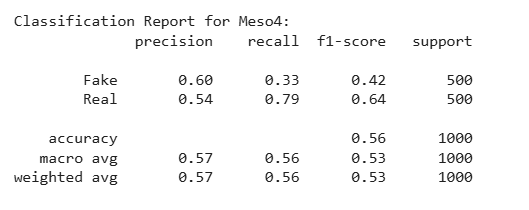 Classification Report for Meso4:
precision recall f1-score support
Fake 0.60 0.33 0.42 500
Real 0.54 0.79 0.64 500
accuracy 0.56 1000
macro avg 0.57 0.56 0.53 1000
weighted avg 0.57 0.56 0.53 1000